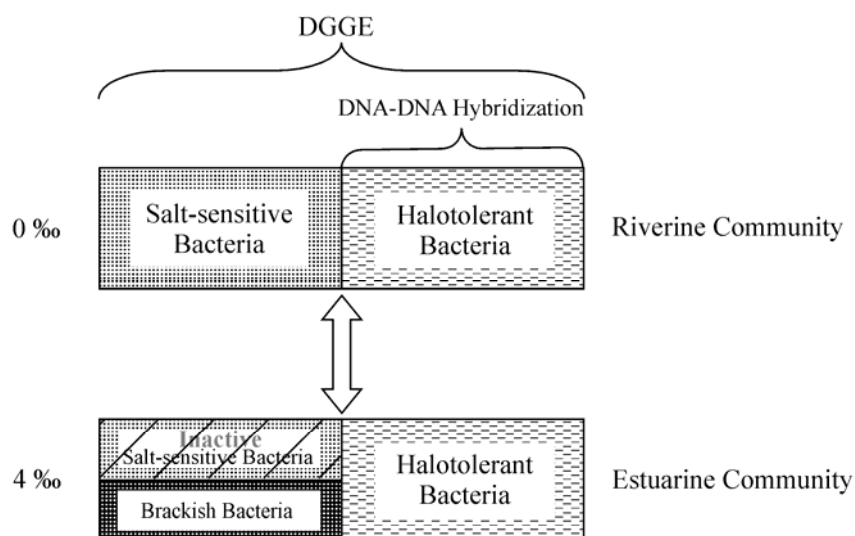 DGGE
DNA-DNA Hybridization
0 ‰
Salt-sensitive
Bacteria
Halotolerant
Bacteria
Riverine Community
4 ‰
Inactive
Salt-sensitive Bacteria
Brackish Bacteria
Halotolerant
Bacteria
Estuarine Community